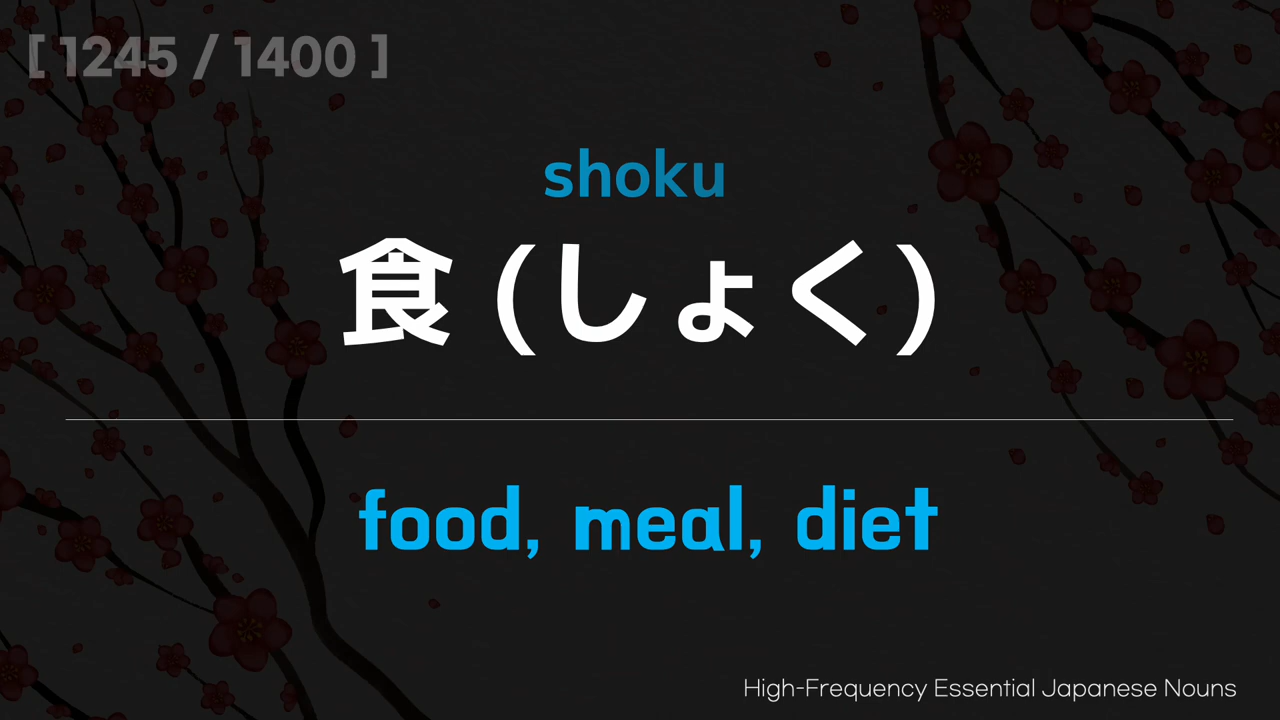 [ 1245 / 1400 ]
shoku
食 (しょく)
food, meal, diet
High-Frequency Essential Japanese Nouns